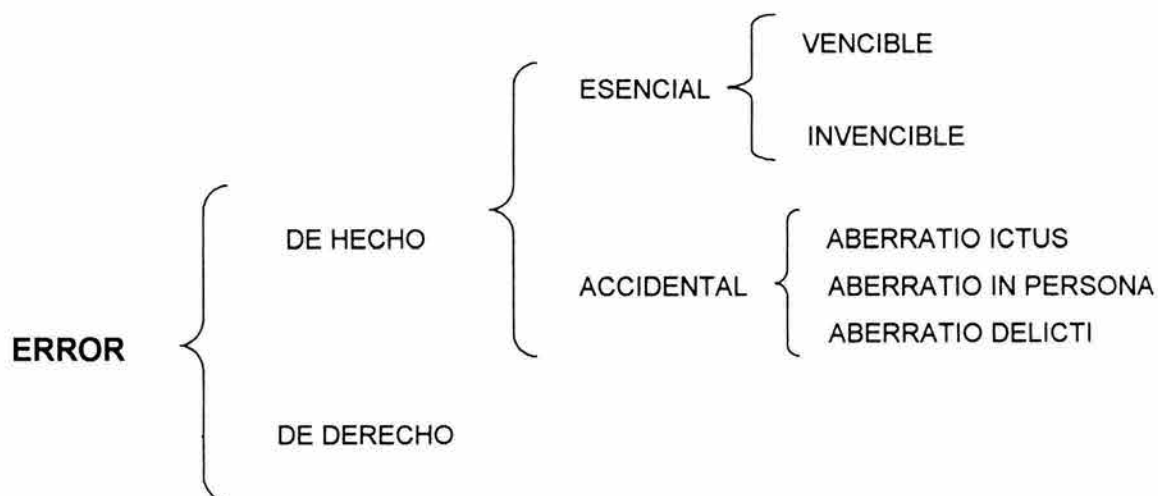 ERROR
DE HECHO
ESENCIAL
VENCIBLE
INVENCIBLE
ACCIDENTAL
ABERRATIO ICTUS
ABERRATIO IN PERSONA
ABERRATIO DELICTI
DE DERECHO